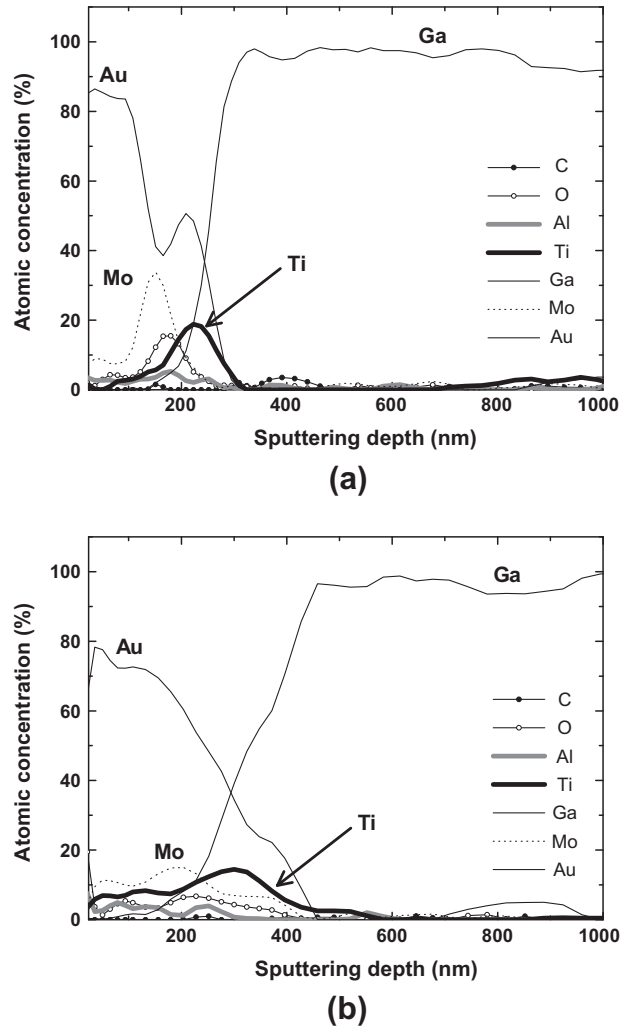 100
80
60
40
20
0
Atomic concentration (%)
Au
Ga
Mo
Ti
C
O
Al
Ti
Ga
Mo
Au
200 400 600 800 1000
Sputtering depth (nm)
(a)
100
80
60
40
20
0
Atomic concentration (%)
Au
Ga
Mo
Ti
C
O
Al
Ti
Ga
Mo
Au
200 400 600 800 1000
Sputtering depth (nm)
(b)